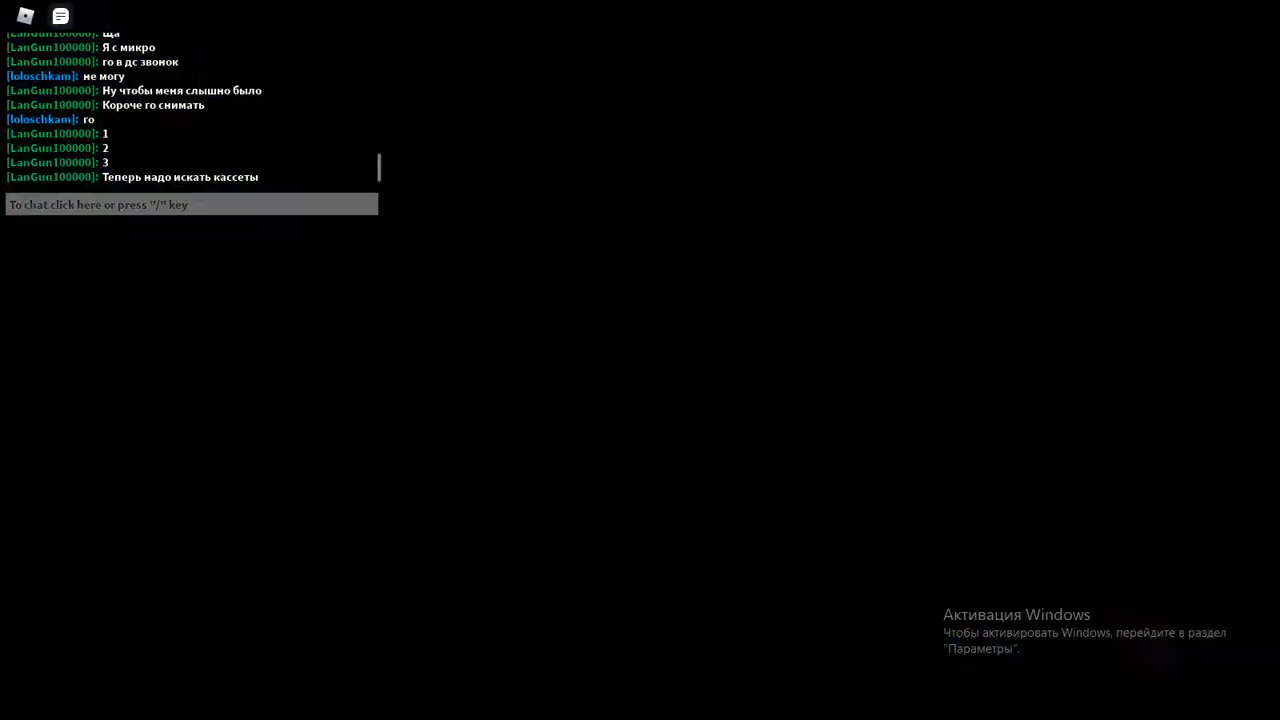 [LanGun100000]: Ща
[LanGun100000]: Я с микро
[LanGun100000]: го в дс звонок
[loloschkam]: не могу
[LanGun100000]: Ну чтобы меня слышно было
[LanGun100000]: Короче го снимать
[loloschkam]: го
[LanGun100000]: 1
[LanGun100000]: 2
[LanGun100000]: 3
[LanGun100000]: Теперь надо искать кассеты
To chat click here or press "/" key
Активация Windows
Чтобы активировать Windows, перейдите в раздел
"Параметры".